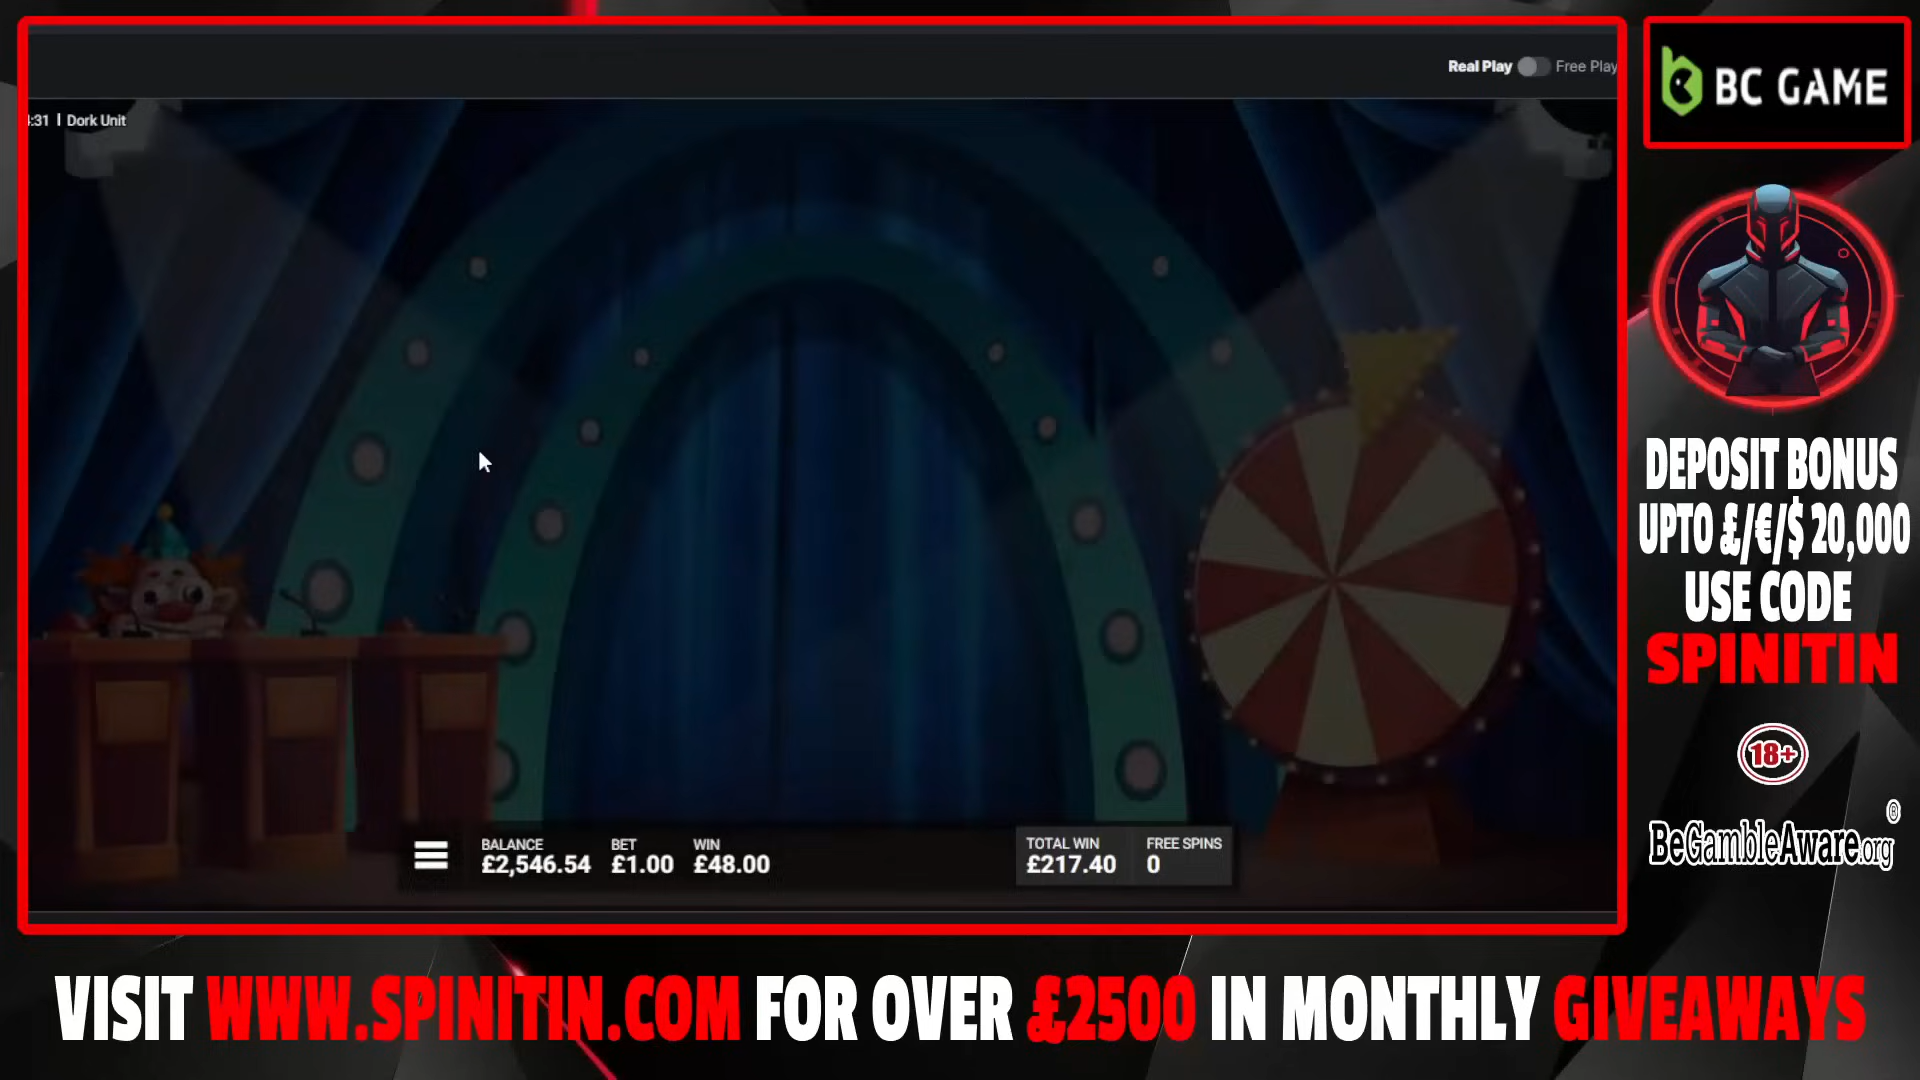 Real Play Free Play
:31 | Dork Unit
BC GAME
DEPOSIT BONUS
UPTO £/€/$ 20,000
USE CODE
SPINITIN
18+
BeGambleAware.org®
BALANCE
£2,546.54
BET
£1.00
WIN
£48.00
TOTAL WIN
£217.40
FREE SPINS
0
VISIT WWW.SPINITIN.COM FOR OVER £2500 IN MONTHLY GIVEAWAYS